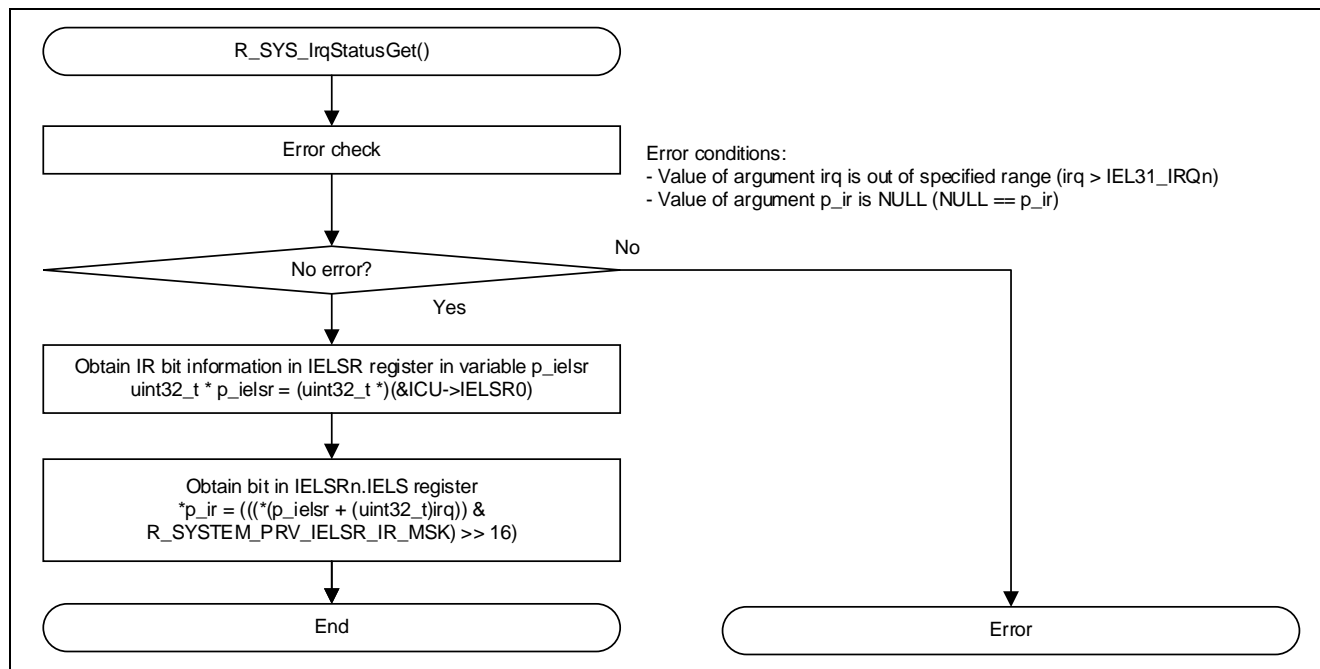 R_SYS_IrqStatusGet()
Error check
Error conditions:
- Value of argument irq is out of specified range (irq > IEL31_IRQn)
- Value of argument p_ir is NULL (NULL == p_ir)
No
No error?
Yes
Obtain IR bit information in IELSR register in variable p_ielsr
uint32_t * p_ielsr = (uint32_t *)(&ICU->IELSR0)
Obtain bit in IELSRn.IELS register
*p_ir = (((*(p_ielsr + (uint32_t)irq)) &
R_SYSTEM_PRV_IELSR_IR_MSK) >> 16)
End
Error